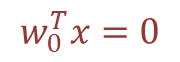 $w_0^T x = 0$